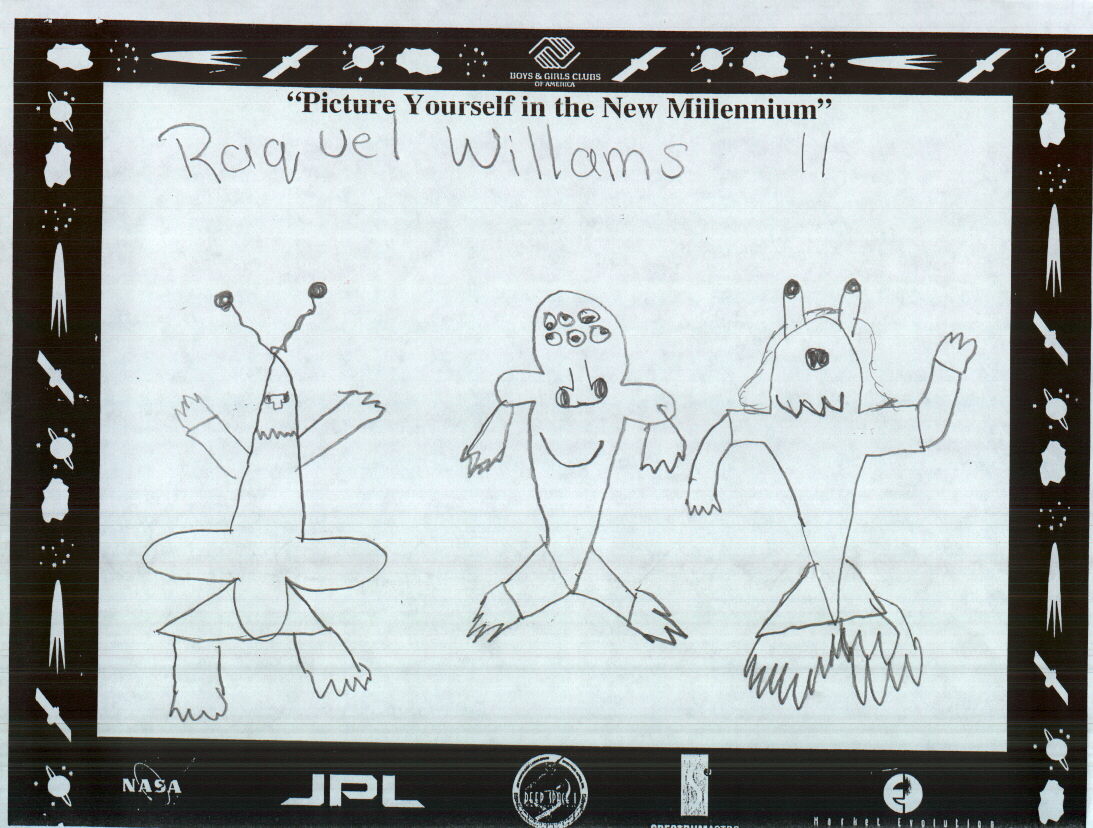 BOYS & GIRLS CLUBS
OF AMERICA
“Picture Yourself in the New Millennium”
Raquel Willams 11
NASA
JPL
DEEP SPACE 1
Market Evolution